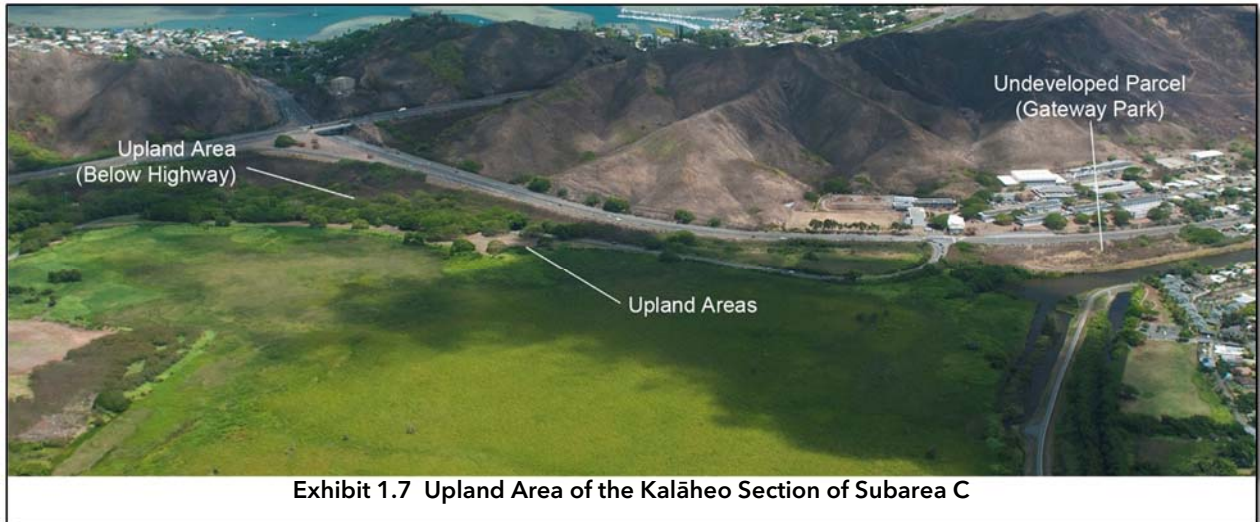 Undeveloped Parcel
(Gateway Park)
Upland Area
(Below Highway)
Upland Areas
Exhibit 1.7 Upland Area of the Kalāheo Section of Subarea C